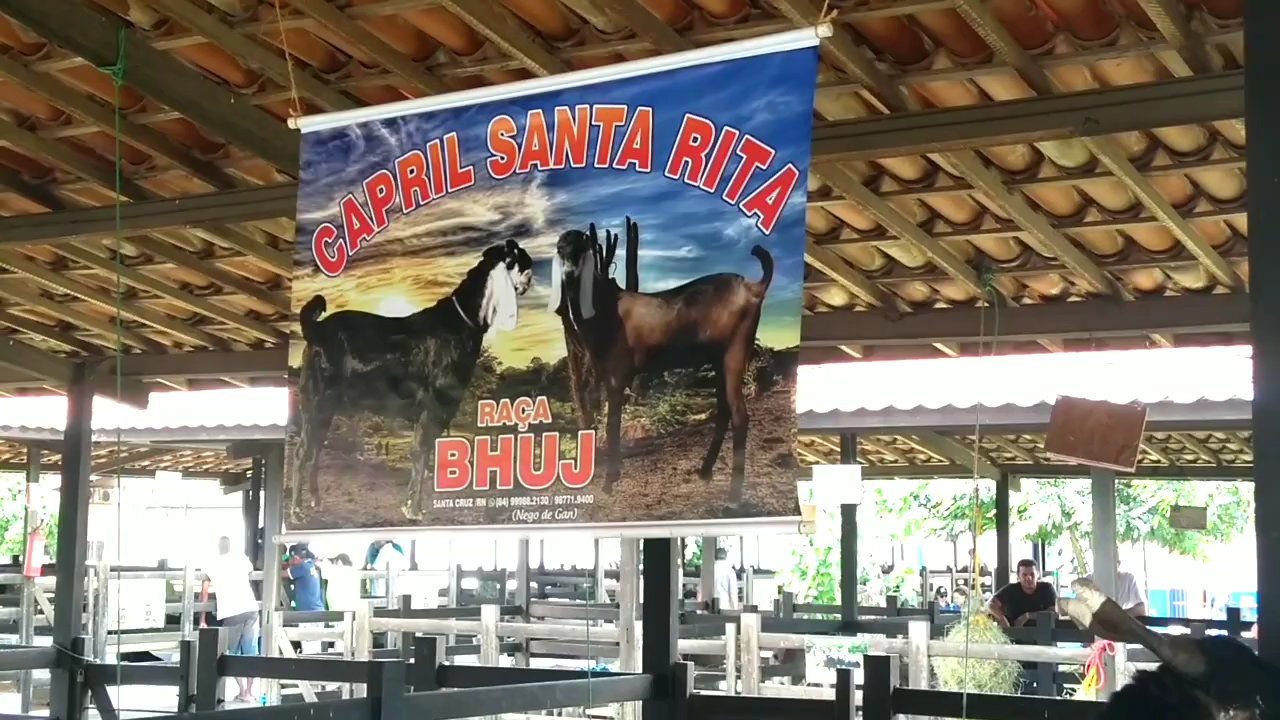 CAPRIL SANTA RITA
RAÇA
BHUJ
SANTA CRUZ RN (84) 99988.2130 / 98771.9400
(Nego de Gan)